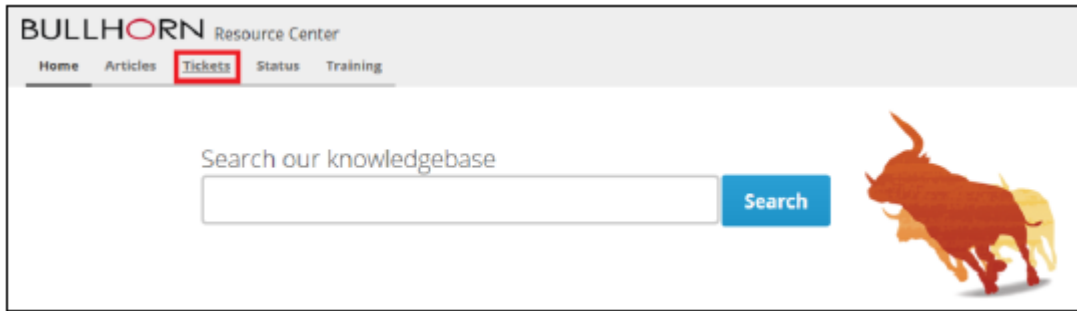 BULLHORN Resource Center
Home Articles Tickets Status Training
Search our knowledgebase
Search